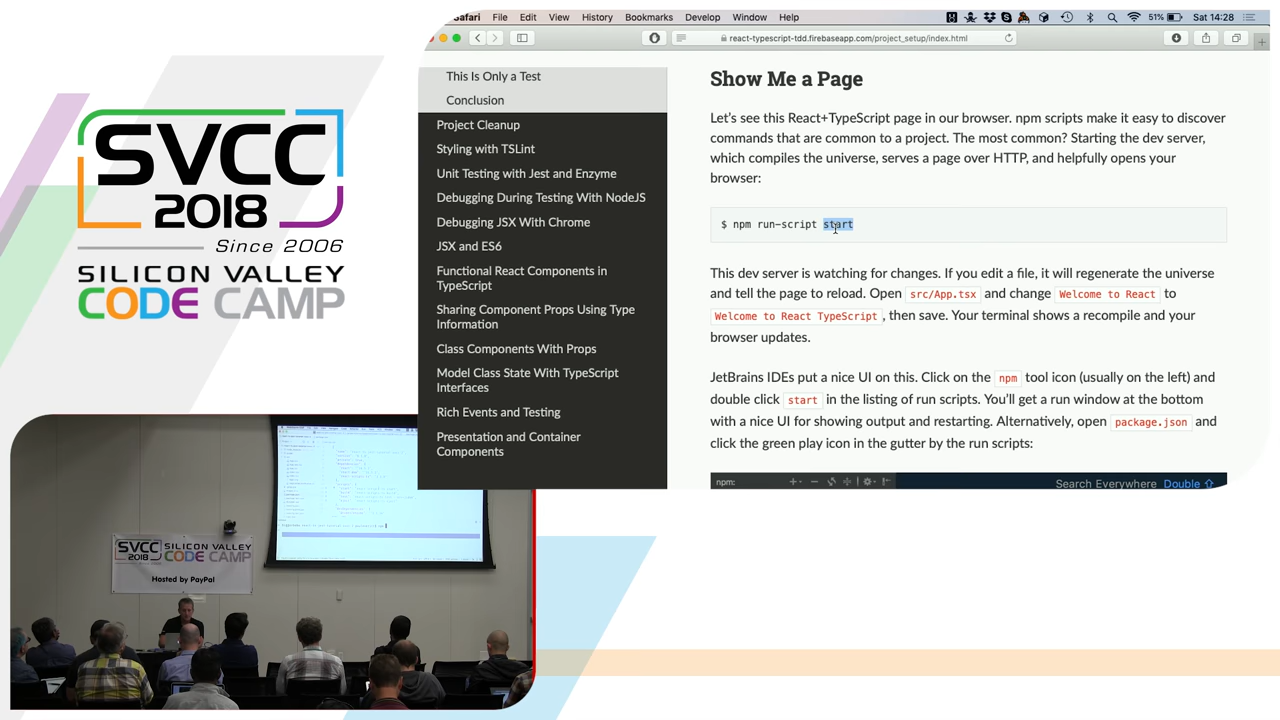 SVCC
2018
Since 2006
SILICON VALLEY
CODE CAMP
Safari File Edit View History Bookmarks Develop Window Help 51% Sat 14:28
react-typescript-tdd.firebaseapp.com/project_setup/index.html
This Is Only a Test
Conclusion
Project Cleanup
Styling with TSLint
Unit Testing with Jest and Enzyme
Debugging During Testing With NodeJS
Debugging JSX With Chrome
JSX and ES6
Functional React Components in
TypeScript
Sharing Component Props Using Type
Information
Class Components With Props
Model Class State With TypeScript
Interfaces
Rich Events and Testing
Presentation and Container
Components
Show Me a Page
Let's see this React+TypeScript page in our browser. npm scripts make it easy to discover
commands that are common to a project. The most common? Starting the dev server,
which compiles the universe, serves a page over HTTP, and helpfully opens your
browser:
$ npm run-script start
This dev server is watching for changes. If you edit a file, it will regenerate the universe
and tell the page to reload. Open src/App.tsx and change Welcome to React to
Welcome to React TypeScript, then save. Your terminal shows a recompile and your
browser updates.
JetBrains IDEs put a nice UI on this. Click on the npm tool icon (usually on the left) and
double click start in the listing of run scripts. You'll get a run window at the bottom
with a nice UI for showing output and restarting. Alternatively, open package.json and
click the green play icon in the gutter by the run scripts:
npm:
Search Everywhere Double ⇧
SVCC SILICON VALLEY
2018 CODE CAMP
Hosted by PayPal